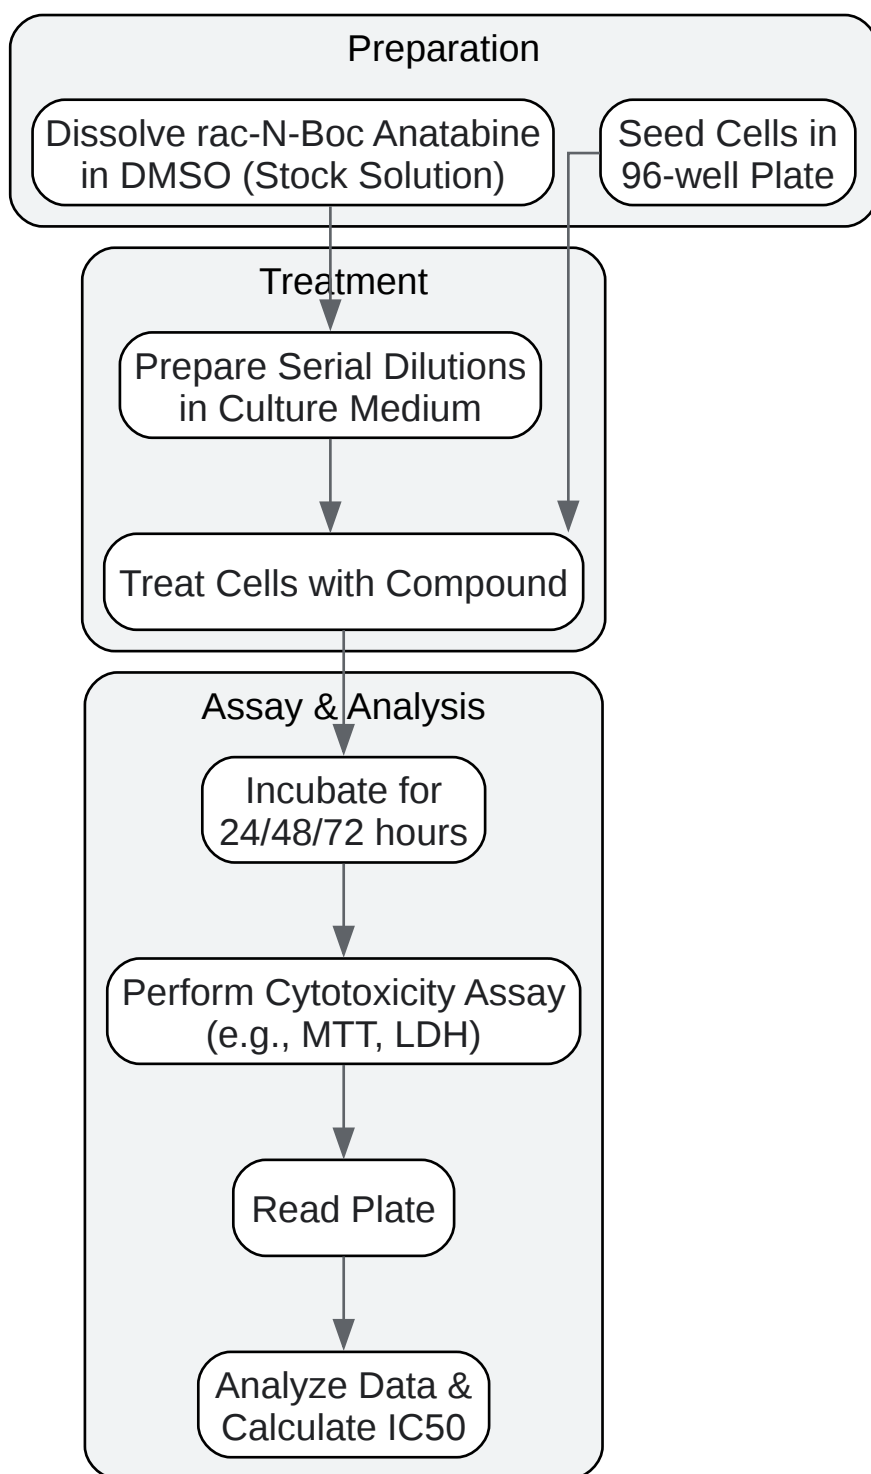 Preparation
Dissolve rac-N-Boc Anatabine
in DMSO (Stock Solution)
Seed Cells in
96-well Plate
Treatment
Prepare Serial Dilutions
in Culture Medium
Treat Cells with Compound
Assay & Analysis
Incubate for
24/48/72 hours
Perform Cytotoxicity Assay
(e.g., MTT, LDH)
Read Plate
Analyze Data &
Calculate IC50